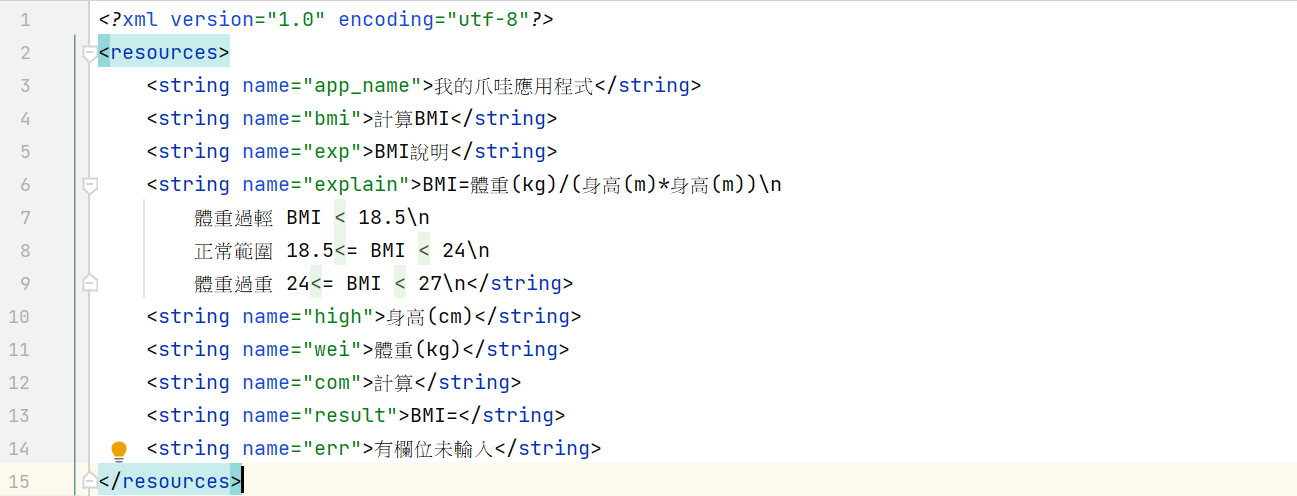 1 <?xml version="1.0" encoding="utf-8"?>
2 <resources>
3 <string name="app_name">我的爪哇應用程式</string>
4 <string name="bmi">計算BMI</string>
5 <string name="exp">BMI說明</string>
6 <string name="explain">BMI=體重(kg)/(身高(m)*身高(m))\n
7 體重過輕 BMI < 18.5\n
8 正常範圍 18.5<= BMI < 24\n
9 體重過重 24<= BMI < 27\n</string>
10 <string name="high">身高(cm)</string>
11 <string name="wei">體重(kg)</string>
12 <string name="com">計算</string>
13 <string name="result">BMI=</string>
14 <string name="err">有欄位未輸入</string>
15 </resources>